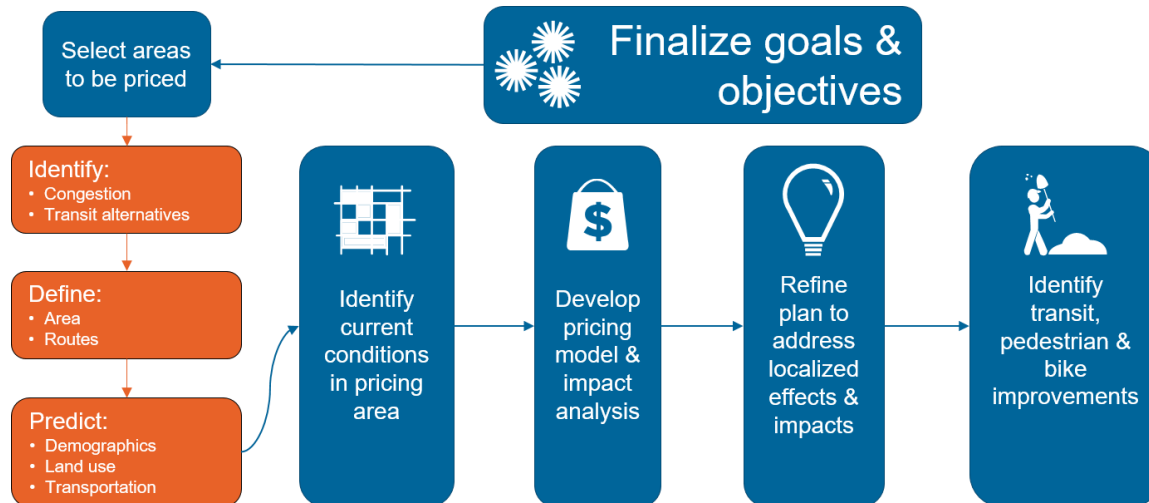 Finalize goals &
objectives
Select areas
to be priced
Identify:
• Congestion
• Transit alternatives
Define:
• Area
• Routes
Predict:
• Demographics
• Land use
• Transportation
Identify
current
conditions
in pricing
area
$
Develop
pricing
model &
impact
analysis
Refine
plan to
address
localized
effects &
impacts
Identify
transit,
pedestrian &
bike
improvements